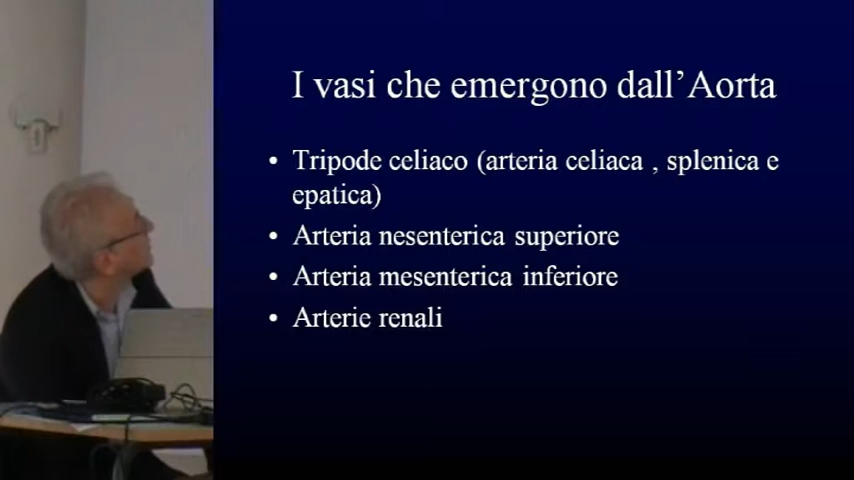 I vasi che emergono dall'Aorta
• Tripode celiaco (arteria celiaca , splenica e
epatica)
• Arteria nesenterica superiore
• Arteria mesenterica inferiore
• Arterie renali